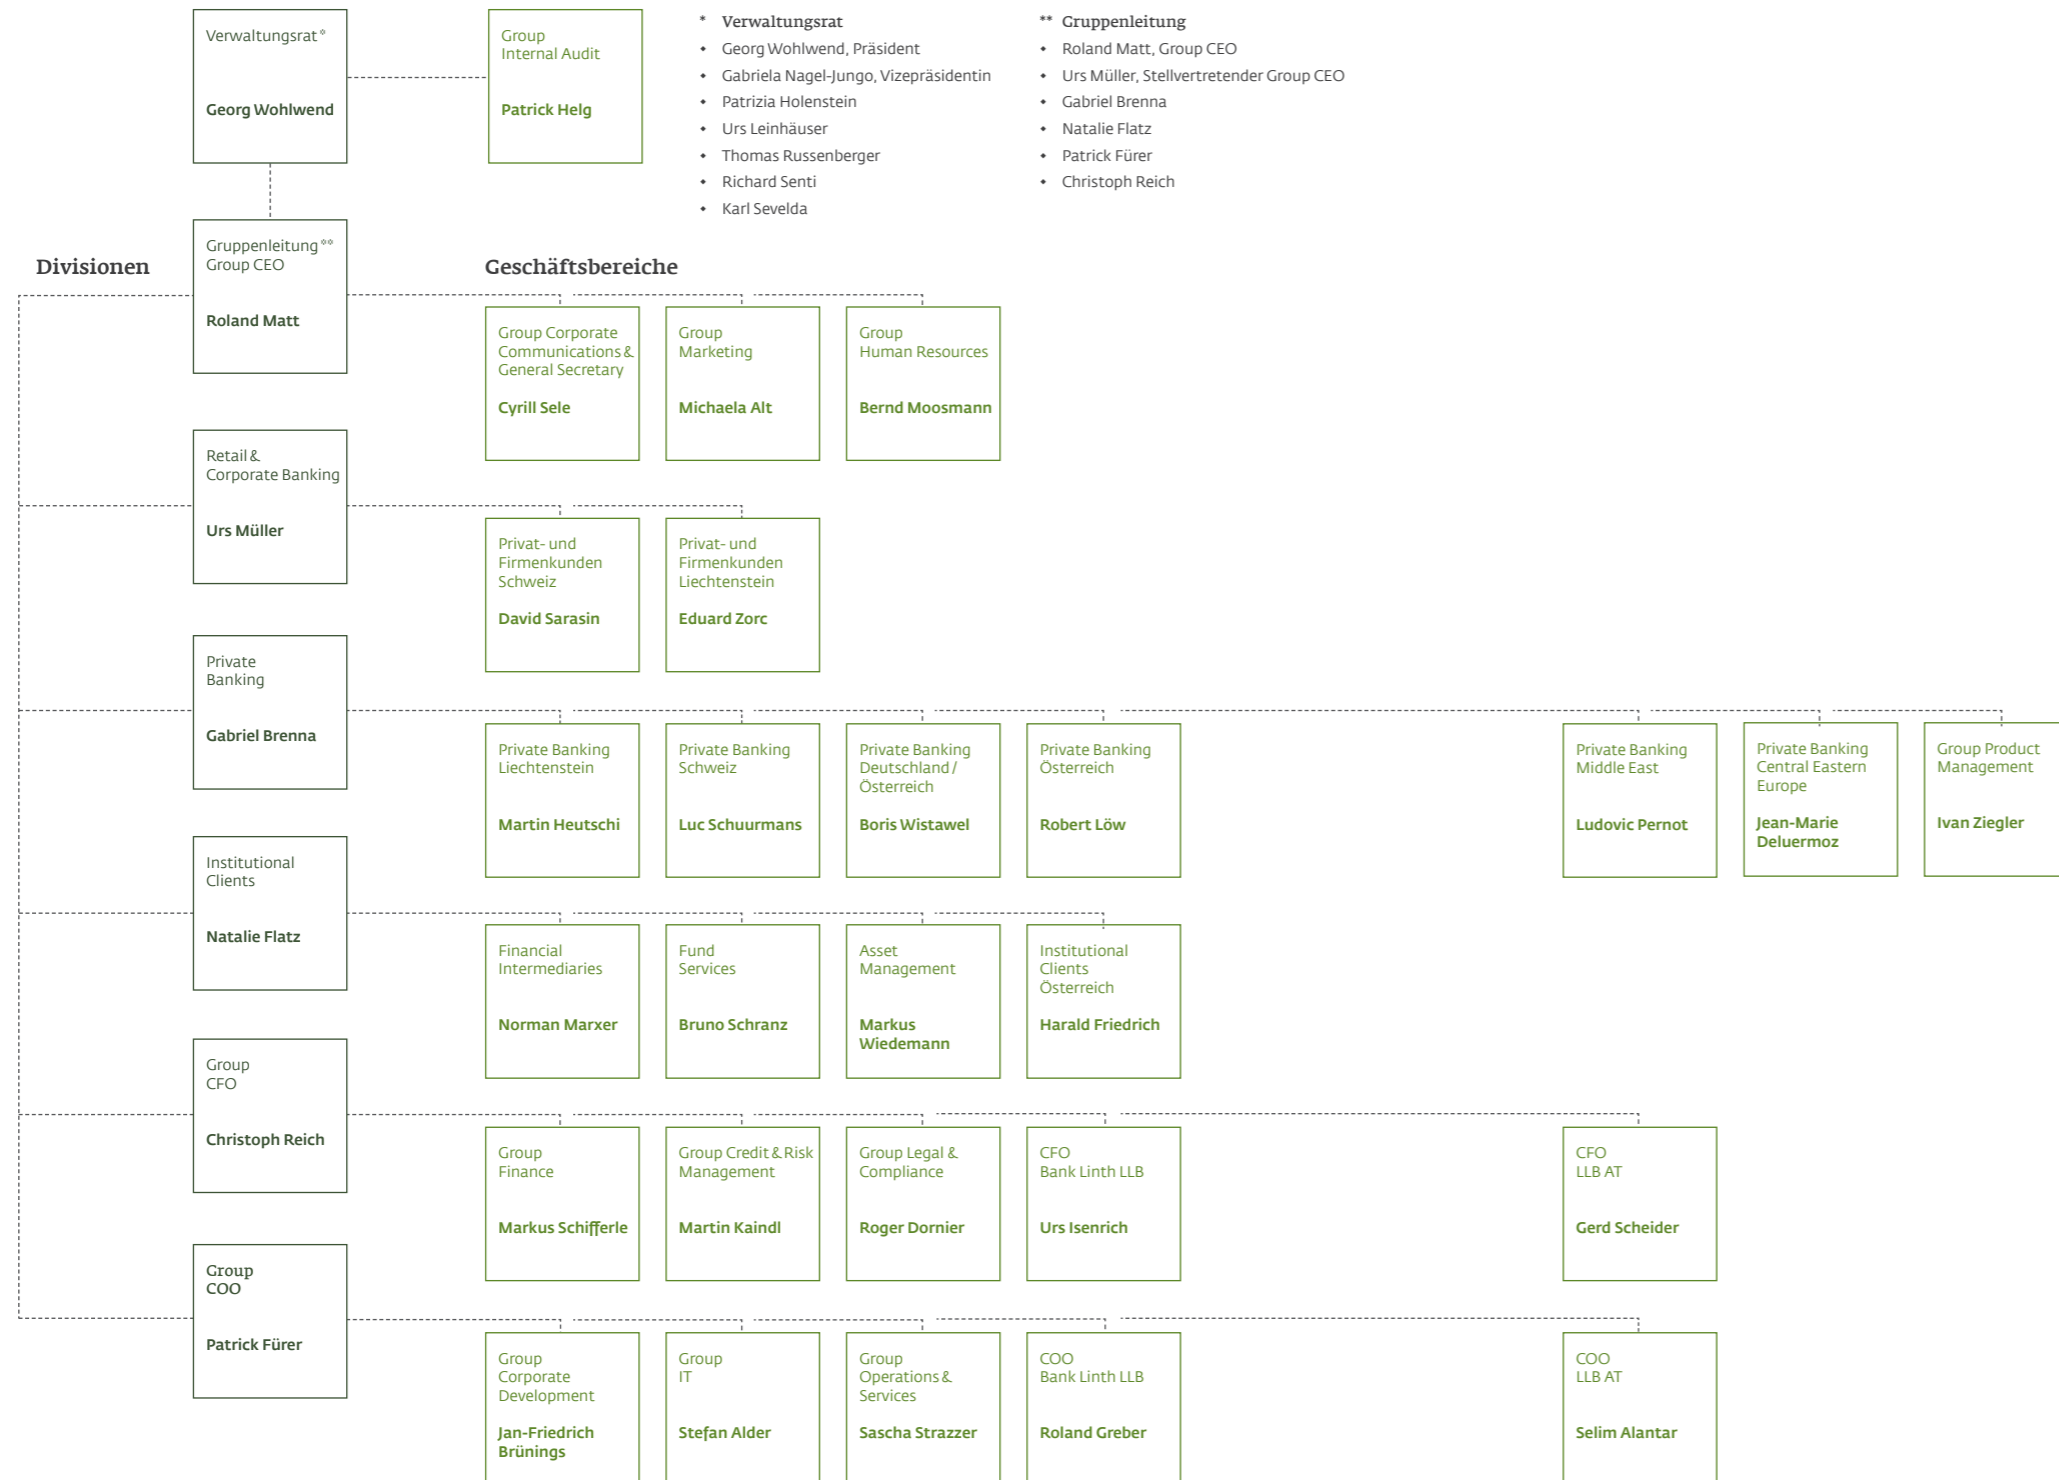 Verwaltungsrat*
Georg Wohlwend
Group
Internal Audit
Patrick Helg
* Verwaltungsrat
• Georg Wohlwend, Präsident
• Gabriela Nagel-Jungo, Vizepräsidentin
• Patrizia Holenstein
• Urs Leinhäuser
• Thomas Russenberger
• Richard Senti
• Karl Sevelda
** Gruppenleitung
• Roland Matt, Group CEO
• Urs Müller, Stellvertretender Group CEO
• Gabriel Brenna
• Natalie Flatz
• Patrick Fürer
• Christoph Reich
Divisionen
Geschäftsbereiche
Gruppenleitung**
Group CEO
Roland Matt
Group Corporate
Communications &
General Secretary
Cyrill Sele
Group
Marketing
Michaela Alt
Group
Human Resources
Bernd Moosmann
Retail &
Corporate Banking
Urs Müller
Privat- und
Firmenkunden
Schweiz
David Sarasin
Privat- und
Firmenkunden
Liechtenstein
Eduard Zorc
Private
Banking
Gabriel Brenna
Private Banking
Liechtenstein
Martin Heutschi
Private Banking
Schweiz
Luc Schuurmans
Private Banking
Deutschland /
Österreich
Boris Wistawel
Private Banking
Österreich
Robert Löw
Private Banking
Middle East
Ludovic Pernot
Private Banking
Central Eastern
Europe
Jean-Marie
Deluermoz
Group Product
Management
Ivan Ziegler
Institutional
Clients
Natalie Flatz
Financial
Intermediaries
Norman Marxer
Fund
Services
Bruno Schranz
Asset
Management
Markus
Wiedemann
Institutional
Clients
Österreich
Harald Friedrich
Group
CFO
Christoph Reich
Group
Finance
Markus Schifferle
Group Credit & Risk
Management
Martin Kaindl
Group Legal &
Compliance
Roger Dornier
CFO
Bank Linth LLB
Urs Isenrich
CFO
LLB AT
Gerd Scheider
Group
COO
Patrick Fürer
Group
Corporate
Development
Jan-Friedrich
Brünings
Group
IT
Stefan Alder
Group
Operations &
Services
Sascha Strazzer
COO
Bank Linth LLB
Roland Greber
COO
LLB AT
Selim Alantar